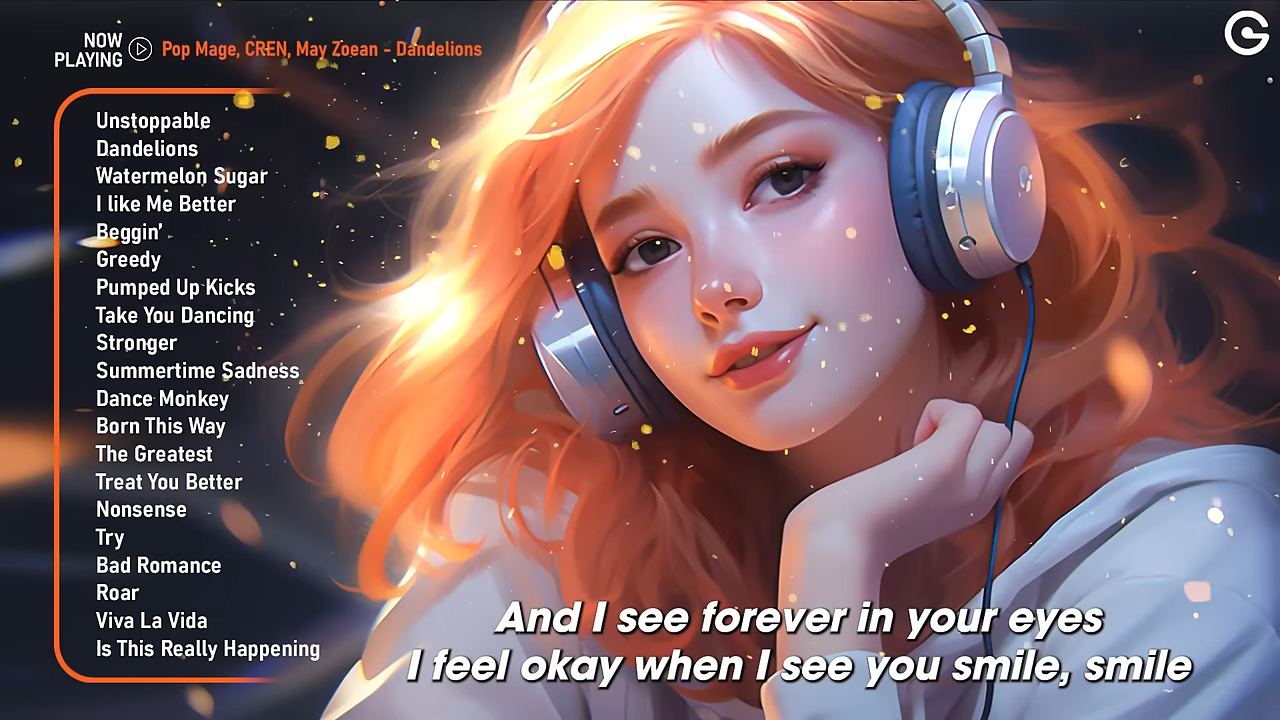 NOW
PLAYING
Pop Mage, CREN, May Zoean - Dandelions
G
Unstoppable
Dandelions
Watermelon Sugar
I like Me Better
Beggin'
Greedy
Pumped Up Kicks
Take You Dancing
Stronger
Summertime Sadness
Dance Monkey
Born This Way
The Greatest
Treat You Better
Nonsense
Try
Bad Romance
Roar
Viva La Vida
Is This Really Happening
And I see forever in your eyes
I feel okay when I see you smile, smile